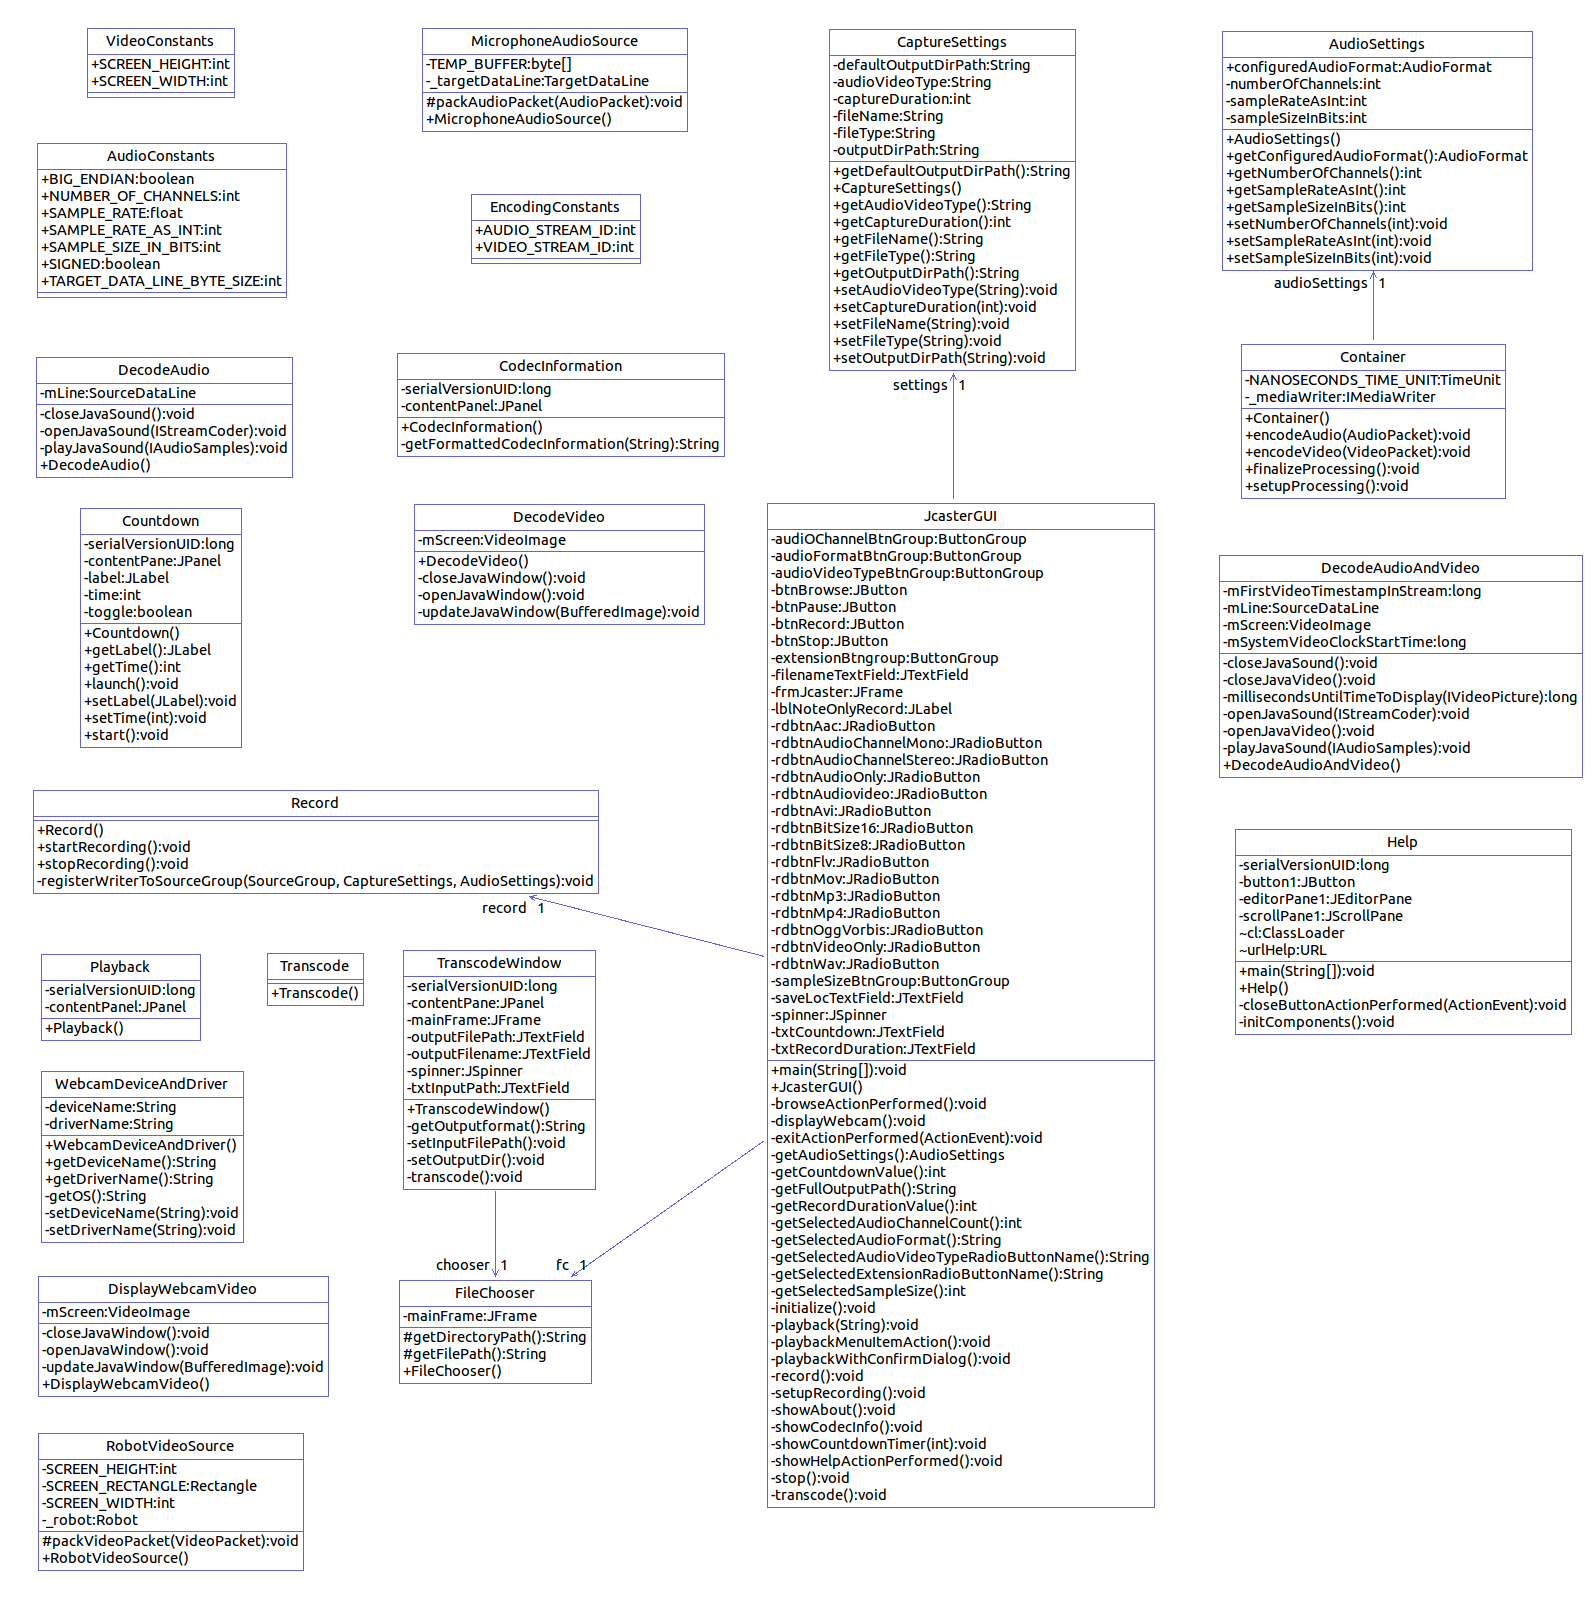 VideoConstants
+SCREEN_HEIGHT:int
+SCREEN_WIDTH:int
MicrophoneAudioSource
-TEMP_BUFFER:byte[]
-_targetDataLine:TargetDataLine
#packAudioPacket(AudioPacket):void
+MicrophoneAudioSource()
CaptureSettings
-defaultOutputDirPath:String
-audioVideoType:String
-captureDuration:int
-fileName:String
-fileType:String
-outputDirPath:String
+getDefaultOutputDirPath():String
+CaptureSettings()
+getAudioVideoType():String
+getCaptureDuration():int
+getFileName():String
+getFileType():String
+getOutputDirPath():String
+setAudioVideoType(String):void
+setCaptureDuration(int):void
+setFileName(String):void
+setFileType(String):void
+setOutputDirPath(String):void
settings 1
AudioSettings
+configuredAudioFormat:AudioFormat
-numberOfChannels:int
-sampleRateAsInt:int
-sampleSizeInBits:int
+AudioSettings()
+getConfiguredAudioFormat():AudioFormat
+getNumberOfChannels():int
+getSampleRateAsInt():int
+getSampleSizeInBits():int
+setNumberOfChannels(int):void
+setSampleRateAsInt(int):void
+setSampleSizeInBits(int):void
audioSettings 1
AudioConstants
+BIG_ENDIAN:boolean
+NUMBER_OF_CHANNELS:int
+SAMPLE_RATE:float
+SAMPLE_RATE_AS_INT:int
+SAMPLE_SIZE_IN_BITS:int
+SIGNED:boolean
+TARGET_DATA_LINE_BYTE_SIZE:int
EncodingConstants
+AUDIO_STREAM_ID:int
+VIDEO_STREAM_ID:int
Container
-NANOSECONDS_TIME_UNIT:TimeUnit
-_mediaWriter:IMediaWriter
+Container()
+encodeAudio(AudioPacket):void
+encodeVideo(VideoPacket):void
+finalizeProcessing():void
+setupProcessing():void
DecodeAudio
-mLine:SourceDataLine
-closeJavaSound():void
-openJavaSound(IStreamCoder):void
-playJavaSound(IAudioSamples):void
+DecodeAudio()
CodecInformation
-serialVersionUID:long
-contentPanel:JPanel
+CodecInformation()
-getFormattedCodecInformation(String):String
Countdown
-serialVersionUID:long
-contentPane:JPanel
-label:JLabel
-time:int
-toggle:boolean
+Countdown()
+getLabel():JLabel
+getTime():int
+launch():void
+setLabel(JLabel):void
+setTime(int):void
+start():void
DecodeVideo
-mScreen:VideoImage
+DecodeVideo()
-closeJavaWindow():void
-openJavaWindow():void
-updateJavaWindow(BufferedImage):void
JcasterGUI
-audiOChannelBtnGroup:ButtonGroup
-audioFormatBtnGroup:ButtonGroup
-audioVideoTypeBtnGroup:ButtonGroup
-btnBrowse:JButton
-btnPause:JButton
-btnRecord:JButton
-btnStop:JButton
-extensionBtngroup:ButtonGroup
-filenameTextField:JTextField
-frmJcaster:JFrame
-lblNoteOnlyRecord:JLabel
-rdbtnAac:JRadioButton
-rdbtnAudioChannelMono:JRadioButton
-rdbtnAudioChannelStereo:JRadioButton
-rdbtnAudioOnly:JRadioButton
-rdbtnAudiovideo:JRadioButton
-rdbtnAvi:JRadioButton
-rdbtnBitSize16:JRadioButton
-rdbtnBitSize8:JRadioButton
-rdbtnFlv:JRadioButton
-rdbtnMov:JRadioButton
-rdbtnMp3:JRadioButton
-rdbtnMp4:JRadioButton
-rdbtnOggVorbis:JRadioButton
-rdbtnVideoOnly:JRadioButton
-rdbtnWav:JRadioButton
-sampleSizeBtnGroup:ButtonGroup
-saveLocTextField:JTextField
-spinner:JSpinner
-txtCountdown:JTextField
-txtRecordDuration:JTextField
+main(String[]):void
+JcasterGUI()
-browseActionPerformed():void
-displayWebcam():void
-exitActionPerformed(ActionEvent):void
-getAudioSettings():AudioSettings
-getCountdownValue():int
-getFullOutputPath():String
-getRecordDurationValue():int
-getSelectedAudioChannelCount():int
-getSelectedAudioFormat():String
-getSelectedAudioVideoTypeRadioButtonName():String
-getSelectedExtensionRadioButtonName():String
-getSelectedSampleSize():int
-initialize():void
-playback(String):void
-playbackMenuItemAction():void
-playbackWithConfirmDialog():void
-record():void
-setupRecording():void
-showAbout():void
-showCodecInfo():void
-showCountdownTimer(int):void
-showHelpActionPerformed():void
-stop():void
-transcode():void
DecodeAudioAndVideo
-mFirstVideoTimestampInStream:long
-mLine:SourceDataLine
-mScreen:VideoImage
-mSystemVideoClockStartTime:long
-closeJavaSound():void
-closeJavaVideo():void
-millisecondsUntilTimeToDisplay(IVideoPicture):long
-openJavaSound(IStreamCoder):void
-openJavaVideo():void
-playJavaSound(IAudioSamples):void
+DecodeAudioAndVideo()
Record
+Record()
+startRecording():void
+stopRecording():void
-registerWriterToSourceGroup(SourceGroup, CaptureSettings, AudioSettings):void
record 1
Help
-serialVersionUID:long
-button1:JButton
-editorPane1:JEditorPane
-scrollPane1:JScrollPane
~cl:ClassLoader
~urlHelp:URL
+main(String[]):void
+Help()
-closeButtonActionPerformed(ActionEvent):void
-initComponents():void
Playback
-serialVersionUID:long
-contentPanel:JPanel
+Playback()
Transcode
+Transcode()
TranscodeWindow
-serialVersionUID:long
-contentPane:JPanel
-mainFrame:JFrame
-outputFilePath:JTextField
-outputFilename:JTextField
-spinner:JSpinner
-txtInputPath:JTextField
+TranscodeWindow()
-getOutputformat():String
-setInputFilePath():void
-setOutputDir():void
-transcode():void
chooser 1
fc 1
WebcamDeviceAndDriver
-deviceName:String
-driverName:String
+WebcamDeviceAndDriver()
+getDeviceName():String
+getDriverName():String
-getOS():String
-setDeviceName(String):void
-setDriverName(String):void
DisplayWebcamVideo
-mScreen:VideoImage
-closeJavaWindow():void
-openJavaWindow():void
-updateJavaWindow(BufferedImage):void
+DisplayWebcamVideo()
FileChooser
-mainFrame:JFrame
#getDirectoryPath():String
#getFilePath():String
+FileChooser()
RobotVideoSource
-SCREEN_HEIGHT:int
-SCREEN_RECTANGLE:Rectangle
-SCREEN_WIDTH:int
-_robot:Robot
#packVideoPacket(VideoPacket):void
+RobotVideoSource()